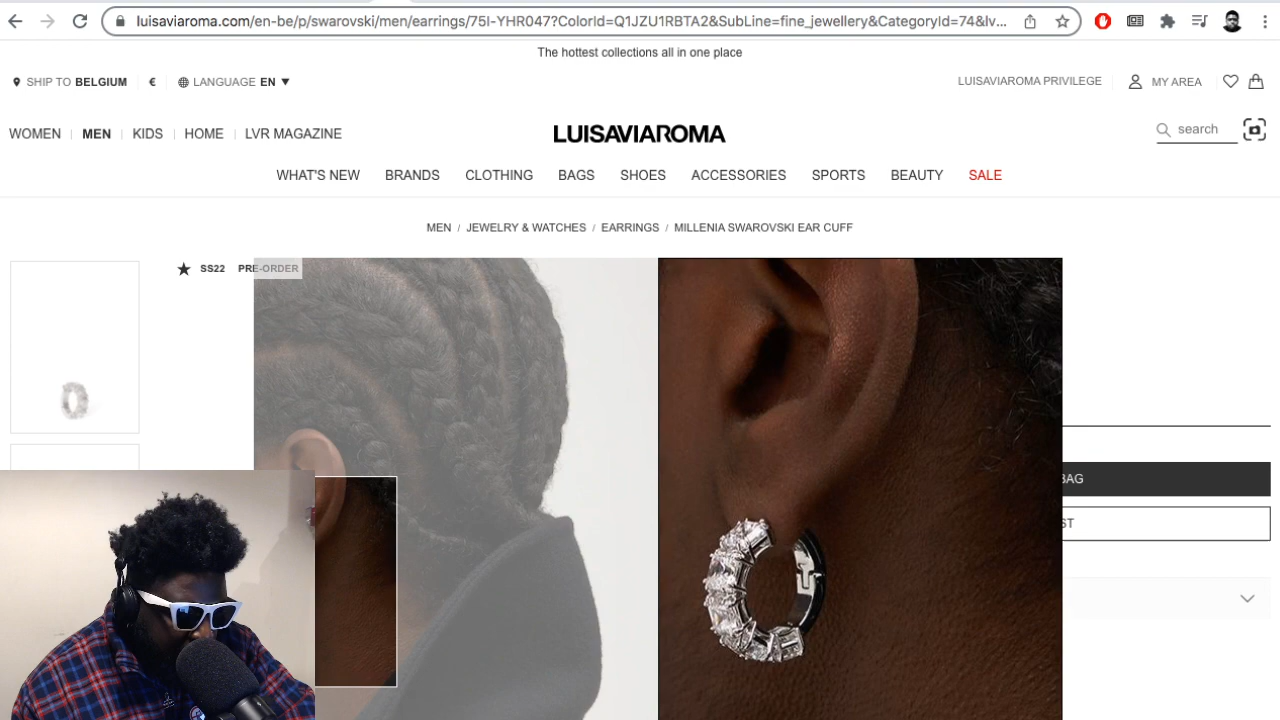 luisaviaroma.com/en-be/p/swarovski/men/earrings/75I-YHR047?ColorId=Q1JZU1RBTA2&SubLine=fine_jewellery&CategoryId=74&lv...
The hottest collections all in one place
SHIP TO BELGIUM € LANGUAGE EN
LUISAVIAROMA PRIVILEGE MY AREA
WOMEN MEN KIDS HOME LVR MAGAZINE
LUISAVIAROMA
search
WHAT'S NEW BRANDS CLOTHING BAGS SHOES ACCESSORIES SPORTS BEAUTY SALE
MEN / JEWELRY & WATCHES / EARRINGS / MILLENIA SWAROVSKI EAR CUFF
SS22 PRE-ORDER
BAG
ST